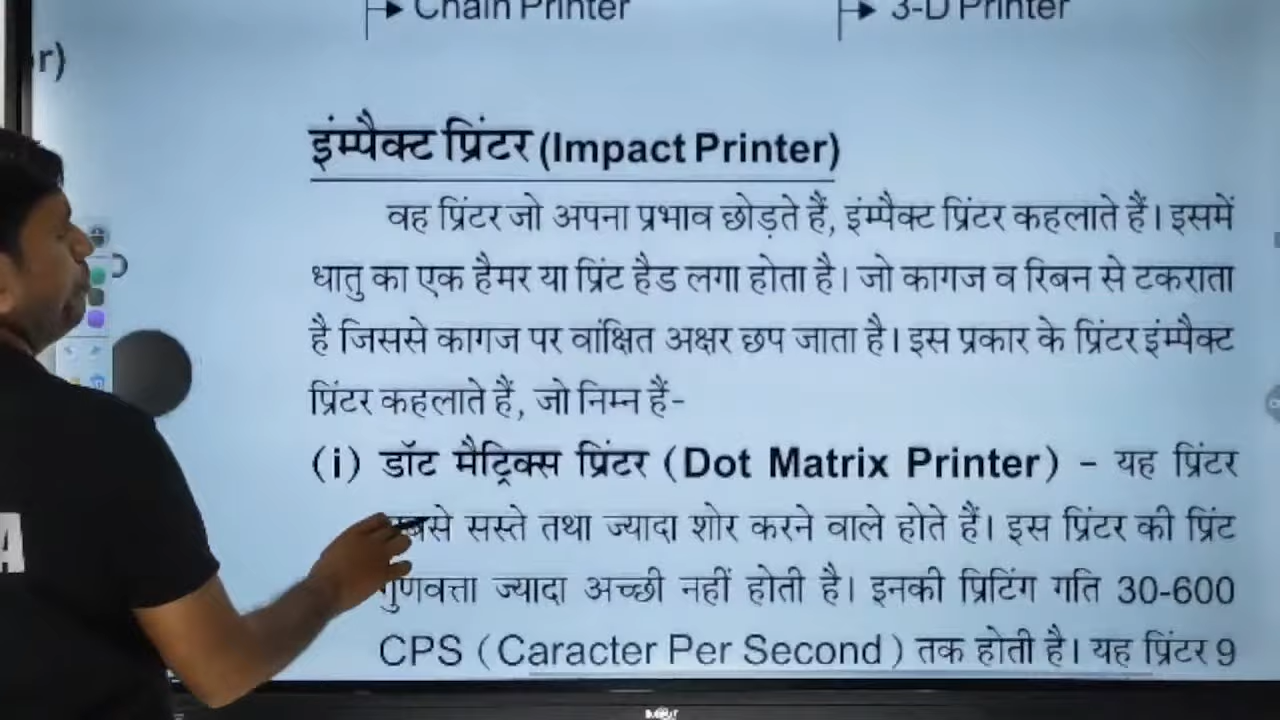 Chain Printer
3-D Printer
r)
इंम्पैक्ट प्रिंटर (Impact Printer)
वह प्रिंटर जो अपना प्रभाव छोड़ते हैं, इंम्पैक्ट प्रिंटर कहलाते हैं। इसमें
धातु का एक हैमर या प्रिंट हैड लगा होता है। जो कागज व रिबन से टकराता
है जिससे कागज पर वांक्षित अक्षर छप जाता है। इस प्रकार के प्रिंटर इंम्पैक्ट
प्रिंटर कहलाते हैं, जो निम्न हैं-
(i) डॉट मैट्रिक्स प्रिंटर (Dot Matrix Printer) - यह प्रिंटर
सस्ते तथा ज्यादा शोर करने वाले होते हैं। इस प्रिंटर की प्रिंट
गुणवत्ता ज्यादा अच्छी नहीं होती है। इनकी प्रिटिंग गति 30-600
CPS (Caracter Per Second) तक होती है। यह प्रिंटर 9
A